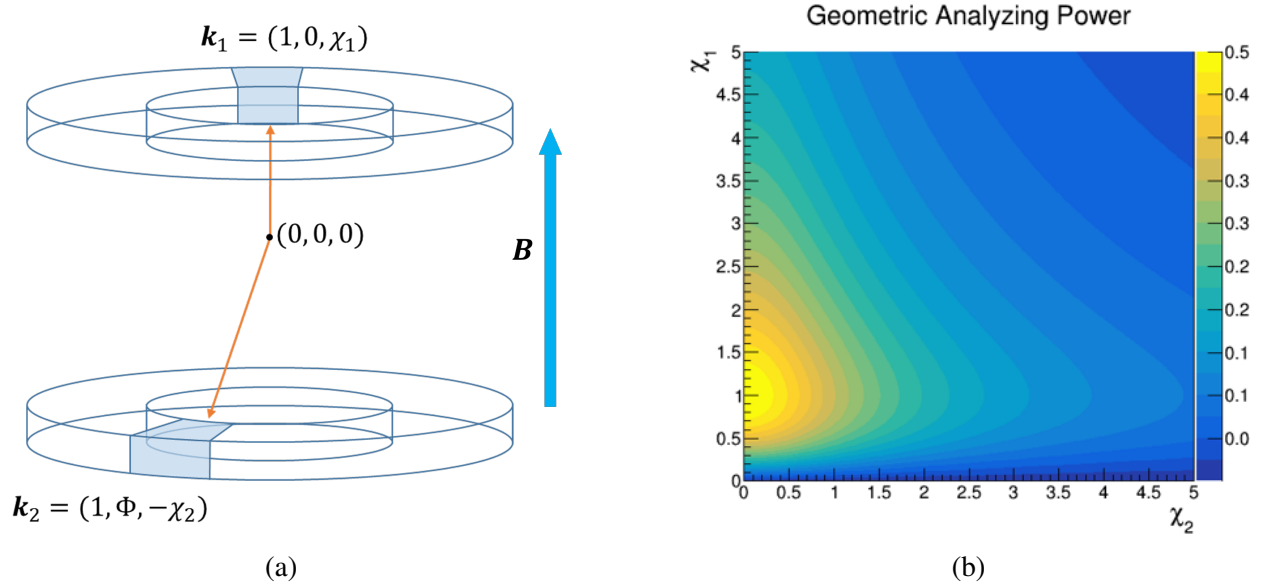 k₁ = (1, 0, χ₁)
(0, 0, 0)
B
k₂ = (1, Φ, −χ₂)
(a)
Geometric Analyzing Power
χ₁
5
4.5
4
3.5
3
2.5
2
1.5
1
0.5
0
0 0.5 1 1.5 2 2.5 3 3.5 4 4.5 5
χ₂
0.5
0.4
0.4
0.3
0.3
0.2
0.2
0.1
0.1
0.0
(b)